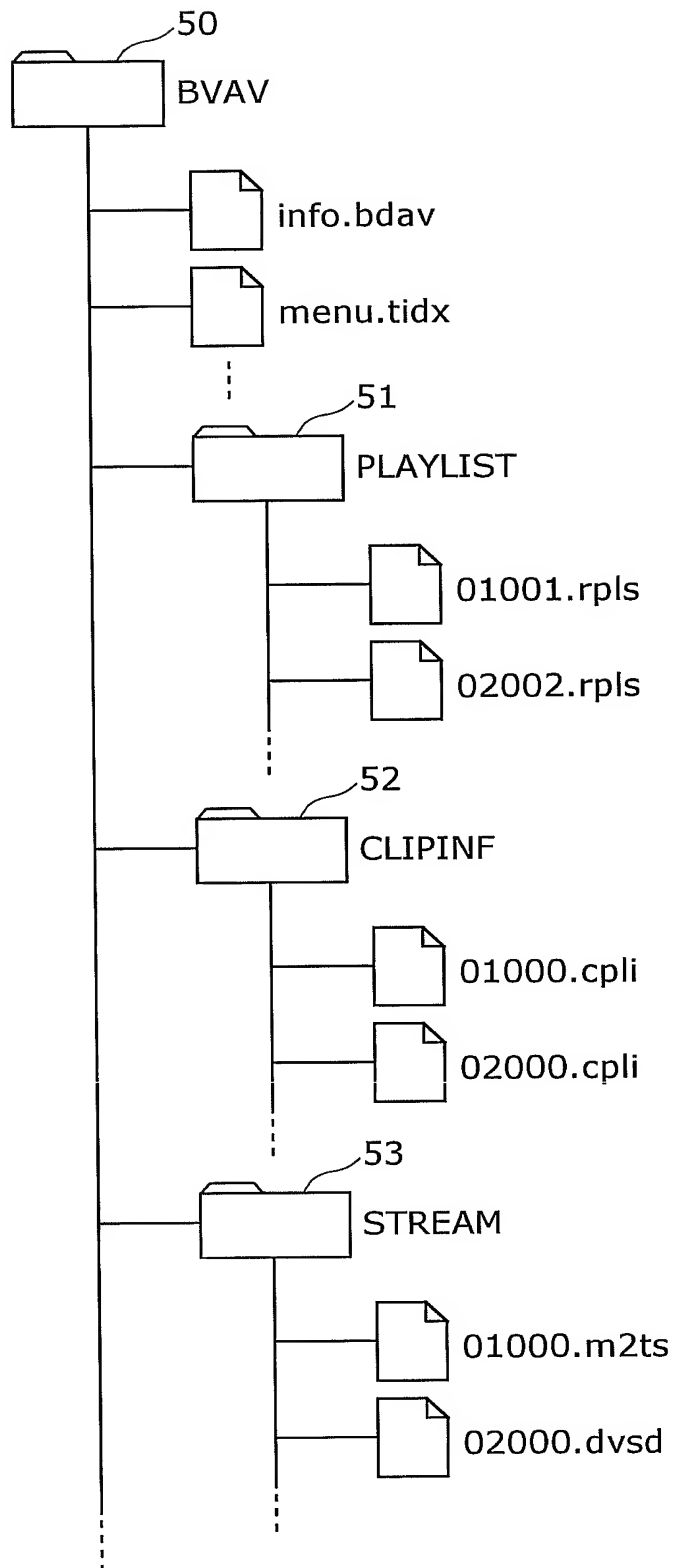 50
BVAV
info.bdav
menu.tidx
51
PLAYLIST
01001.rpls
02002.rpls
52
CLIPINF
01000.cpli
02000.cpli
53
STREAM
01000.m2ts
02000.dvsd